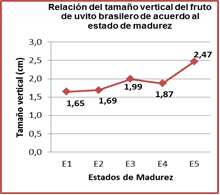 Relación del tamaño vertical del fruto
de uvito brasilero de acuerdo al
estado de madurez
Tamaño vertical (cm)
3,0
2,5
2,0
1,5
1,0
0,5
0,0
1,65
1,69
1,99
1,87
2,47
E1 E2 E3 E4 E5
Estados de Madurez